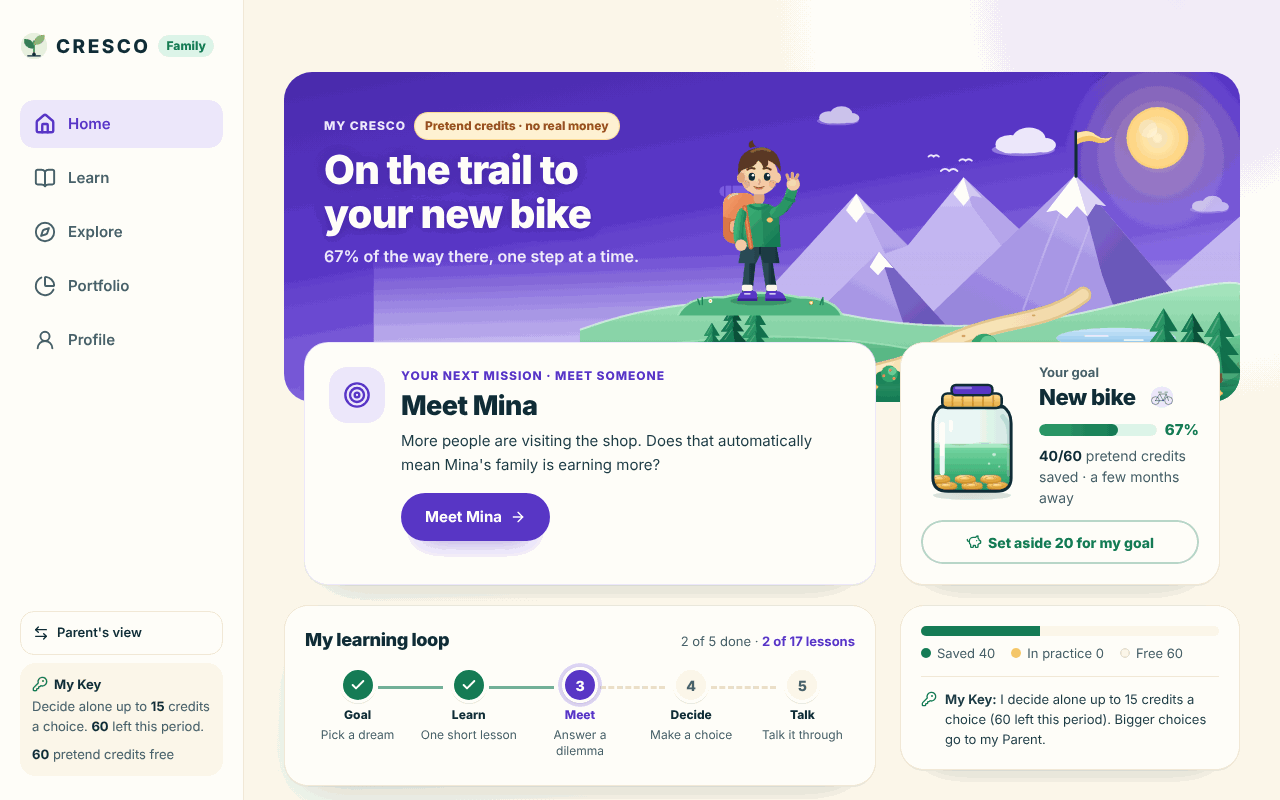 CRESCO Family
Home
Learn
Explore
Portfolio
Profile
Parent's view
My Key
Decide alone up to 15 credits
a choice. 60 left this period.
60 pretend credits free
MY CRESCO Pretend credits · no real money
On the trail to
your new bike
67% of the way there, one step at a time.
YOUR NEXT MISSION · MEET SOMEONE
Meet Mina
More people are visiting the shop. Does that automatically
mean Mina's family is earning more?
Meet Mina
Your goal
New bike
67%
40/60 pretend credits
saved · a few months
away
Set aside 20 for my goal
My learning loop
2 of 5 done · 2 of 17 lessons
3 4 5
Goal Learn Meet Decide Talk
Pick a dream One short lesson Answer a Make a choice Talk it through
dilemma
Saved 40 In practice 0 Free 60
My Key: I decide alone up to 15 credits a
choice (60 left this period). Bigger choices
go to my Parent.